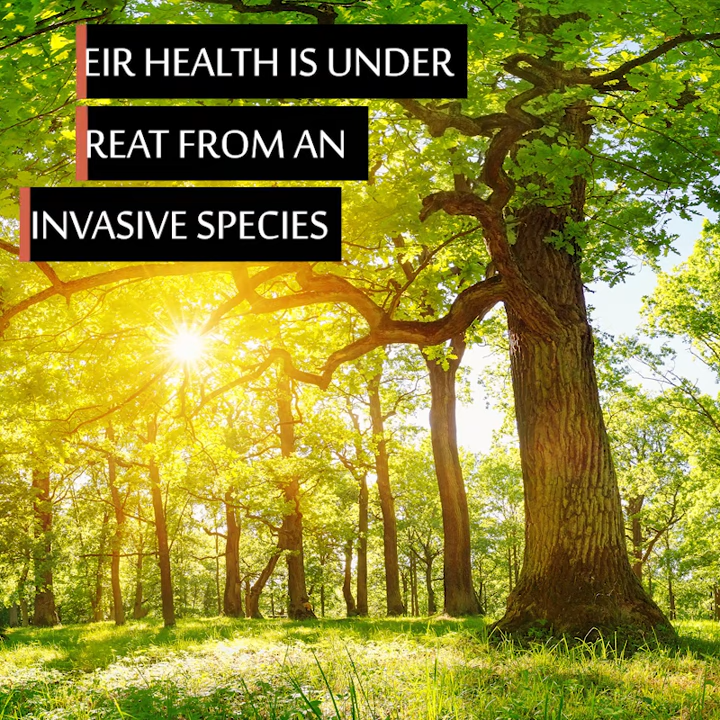 EIR HEALTH IS UNDER
REAT FROM AN
INVASIVE SPECIES